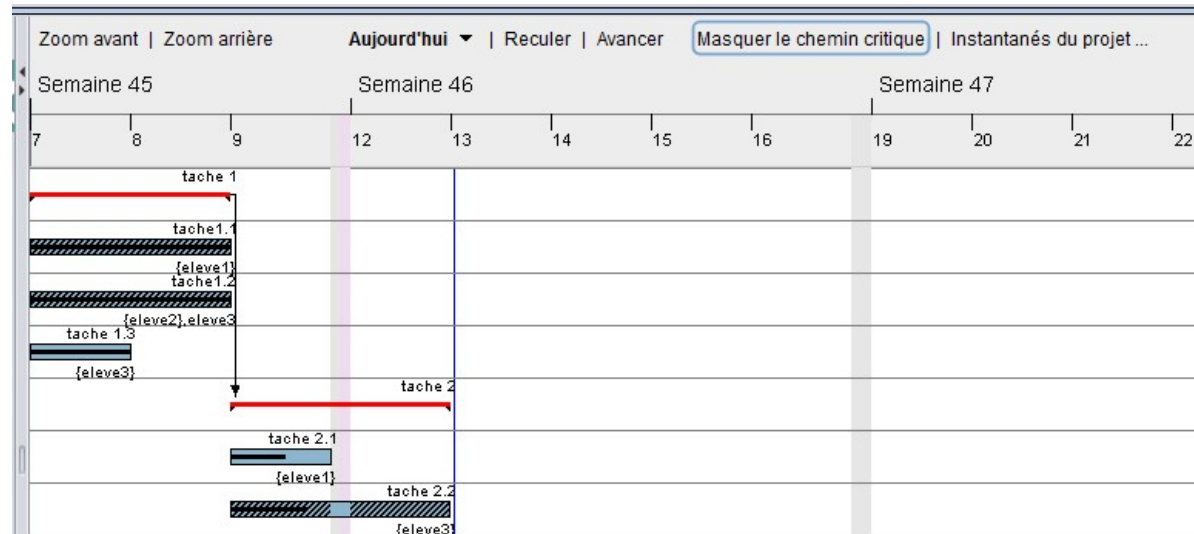 Zoom avant | Zoom arrière Aujourd'hui | Reculer | Avancer Masquer le chemin critique | Instantanés du projet ...
Semaine 45 Semaine 46 Semaine 47
7 8 9 12 13 14 15 16 19 20 21 22
tache 1
tache1.1
{eleve1}
tache1.2
{eleve2},eleve3
tache 1.3
{eleve3}
tache 2
tache 2.1
{eleve1}
tache 2.2
{eleve3}